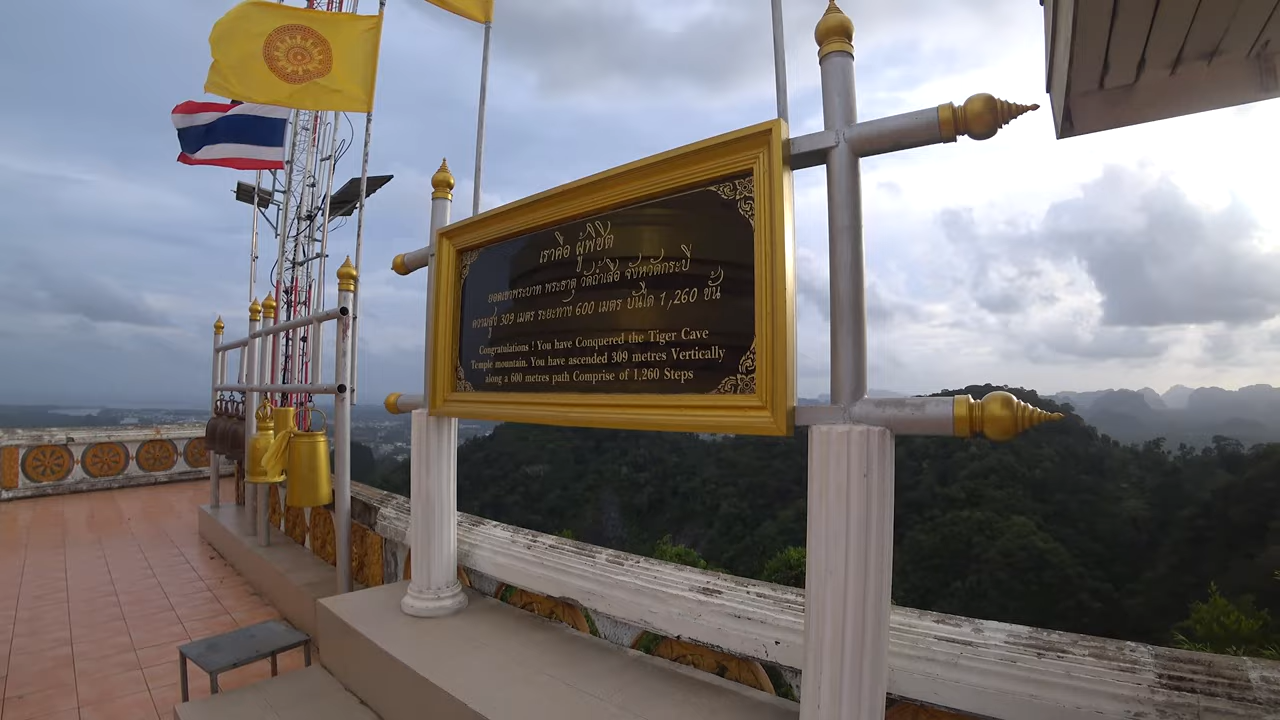 เราคือ ผู้พิชิต
ยอดเขาพระบาท พระธาตุ วัดถ้ำเสือ จังหวัดกระบี่
ความสูง 309 เมตร ระยะทาง 600 เมตร บันได 1,260 ขั้น
Congratulations ! You have Conquered the Tiger Cave
Temple mountain. You have ascended 309 metres Vertically
along a 600 metres path Comprise of 1,260 Steps